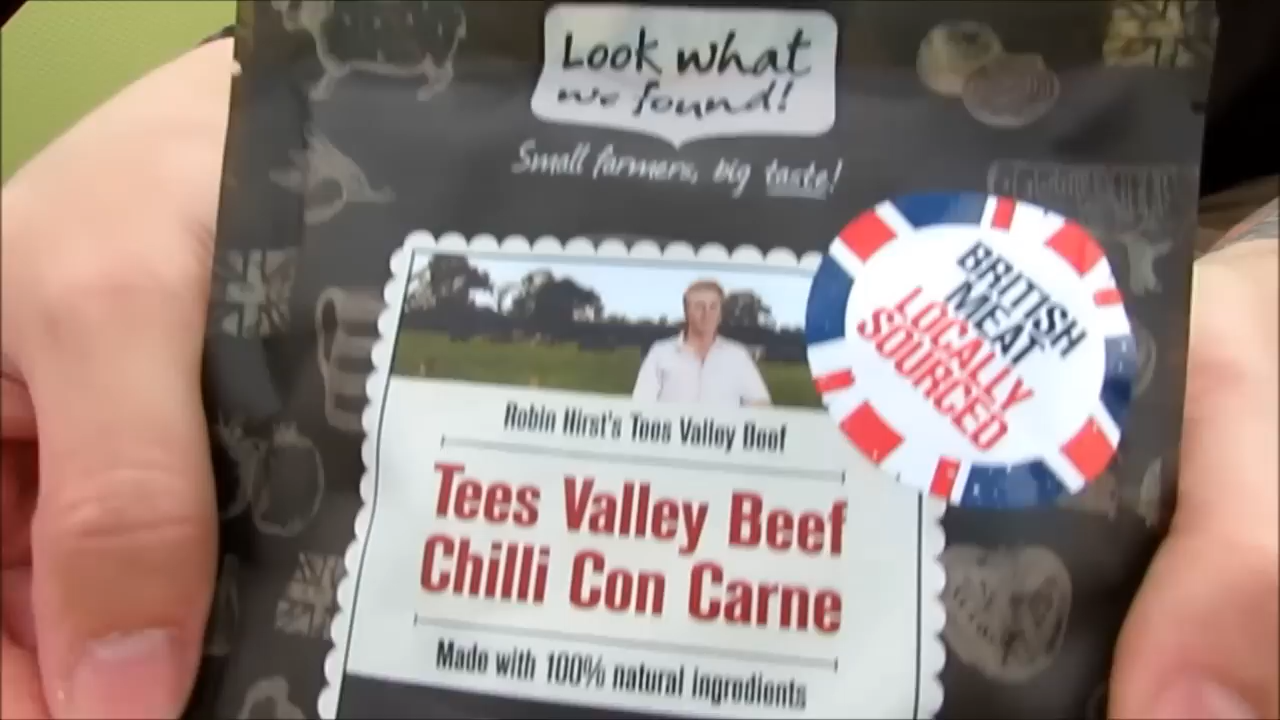 Look what
we found!
Small farmers, big taste!
BRITISH
MEAT
LOCALLY
SOURCED
Robin Hirst's Tees Valley Beef
Tees Valley Beef
Chilli Con Carne
Made with 100% natural ingredients